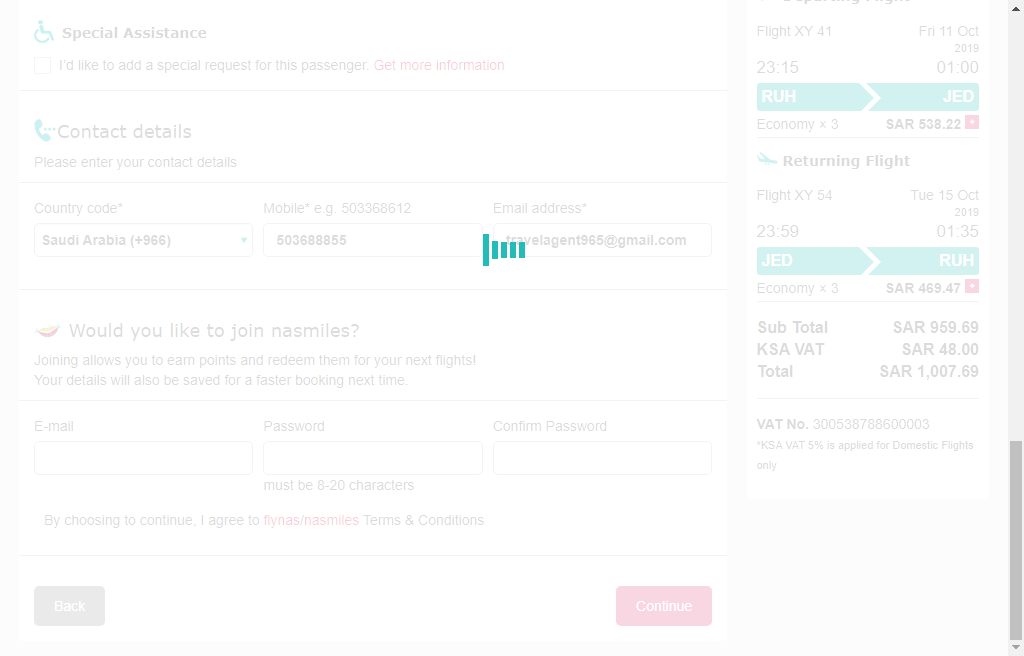 Special Assistance
I'd like to add a special request for this passenger. Get more information
Contact details
Please enter your contact details
Country code* Mobile* e.g. 503368612 Email address*
Saudi Arabia (+966) 503688855 travelagent965@gmail.com
Would you like to join nasmiles?
Joining allows you to earn points and redeem them for your next flights!
Your details will also be saved for a faster booking next time.
E-mail Password Confirm Password
must be 8-20 characters
By choosing to continue, I agree to flynas/nasmiles Terms & Conditions
Back Continue
Departing Flight
Flight XY 41 Fri 11 Oct
2019
23:15 01:00
RUH JED
Economy × 3 SAR 538.22 +
Returning Flight
Flight XY 54 Tue 15 Oct
2019
23:59 01:35
JED RUH
Economy × 3 SAR 469.47 +
Sub Total SAR 959.69
KSA VAT SAR 48.00
Total SAR 1,007.69
VAT No. 300538788600003
*KSA VAT 5% is applied for Domestic Flights
only